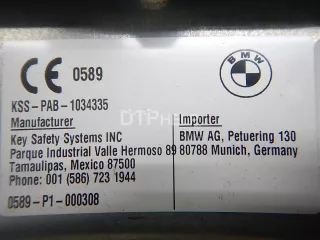 BMW
CE 0589
KSS-PAB-1034335
Manufacturer
Key Safety Systems INC
Parque Industrial Valle Hermoso 89
Tamaulipas, Mexico 87500
Phone: 001 (586) 723 1944
Importer
BMW AG, Petuering 130
80788 Munich, Germany
0589-P1-000308